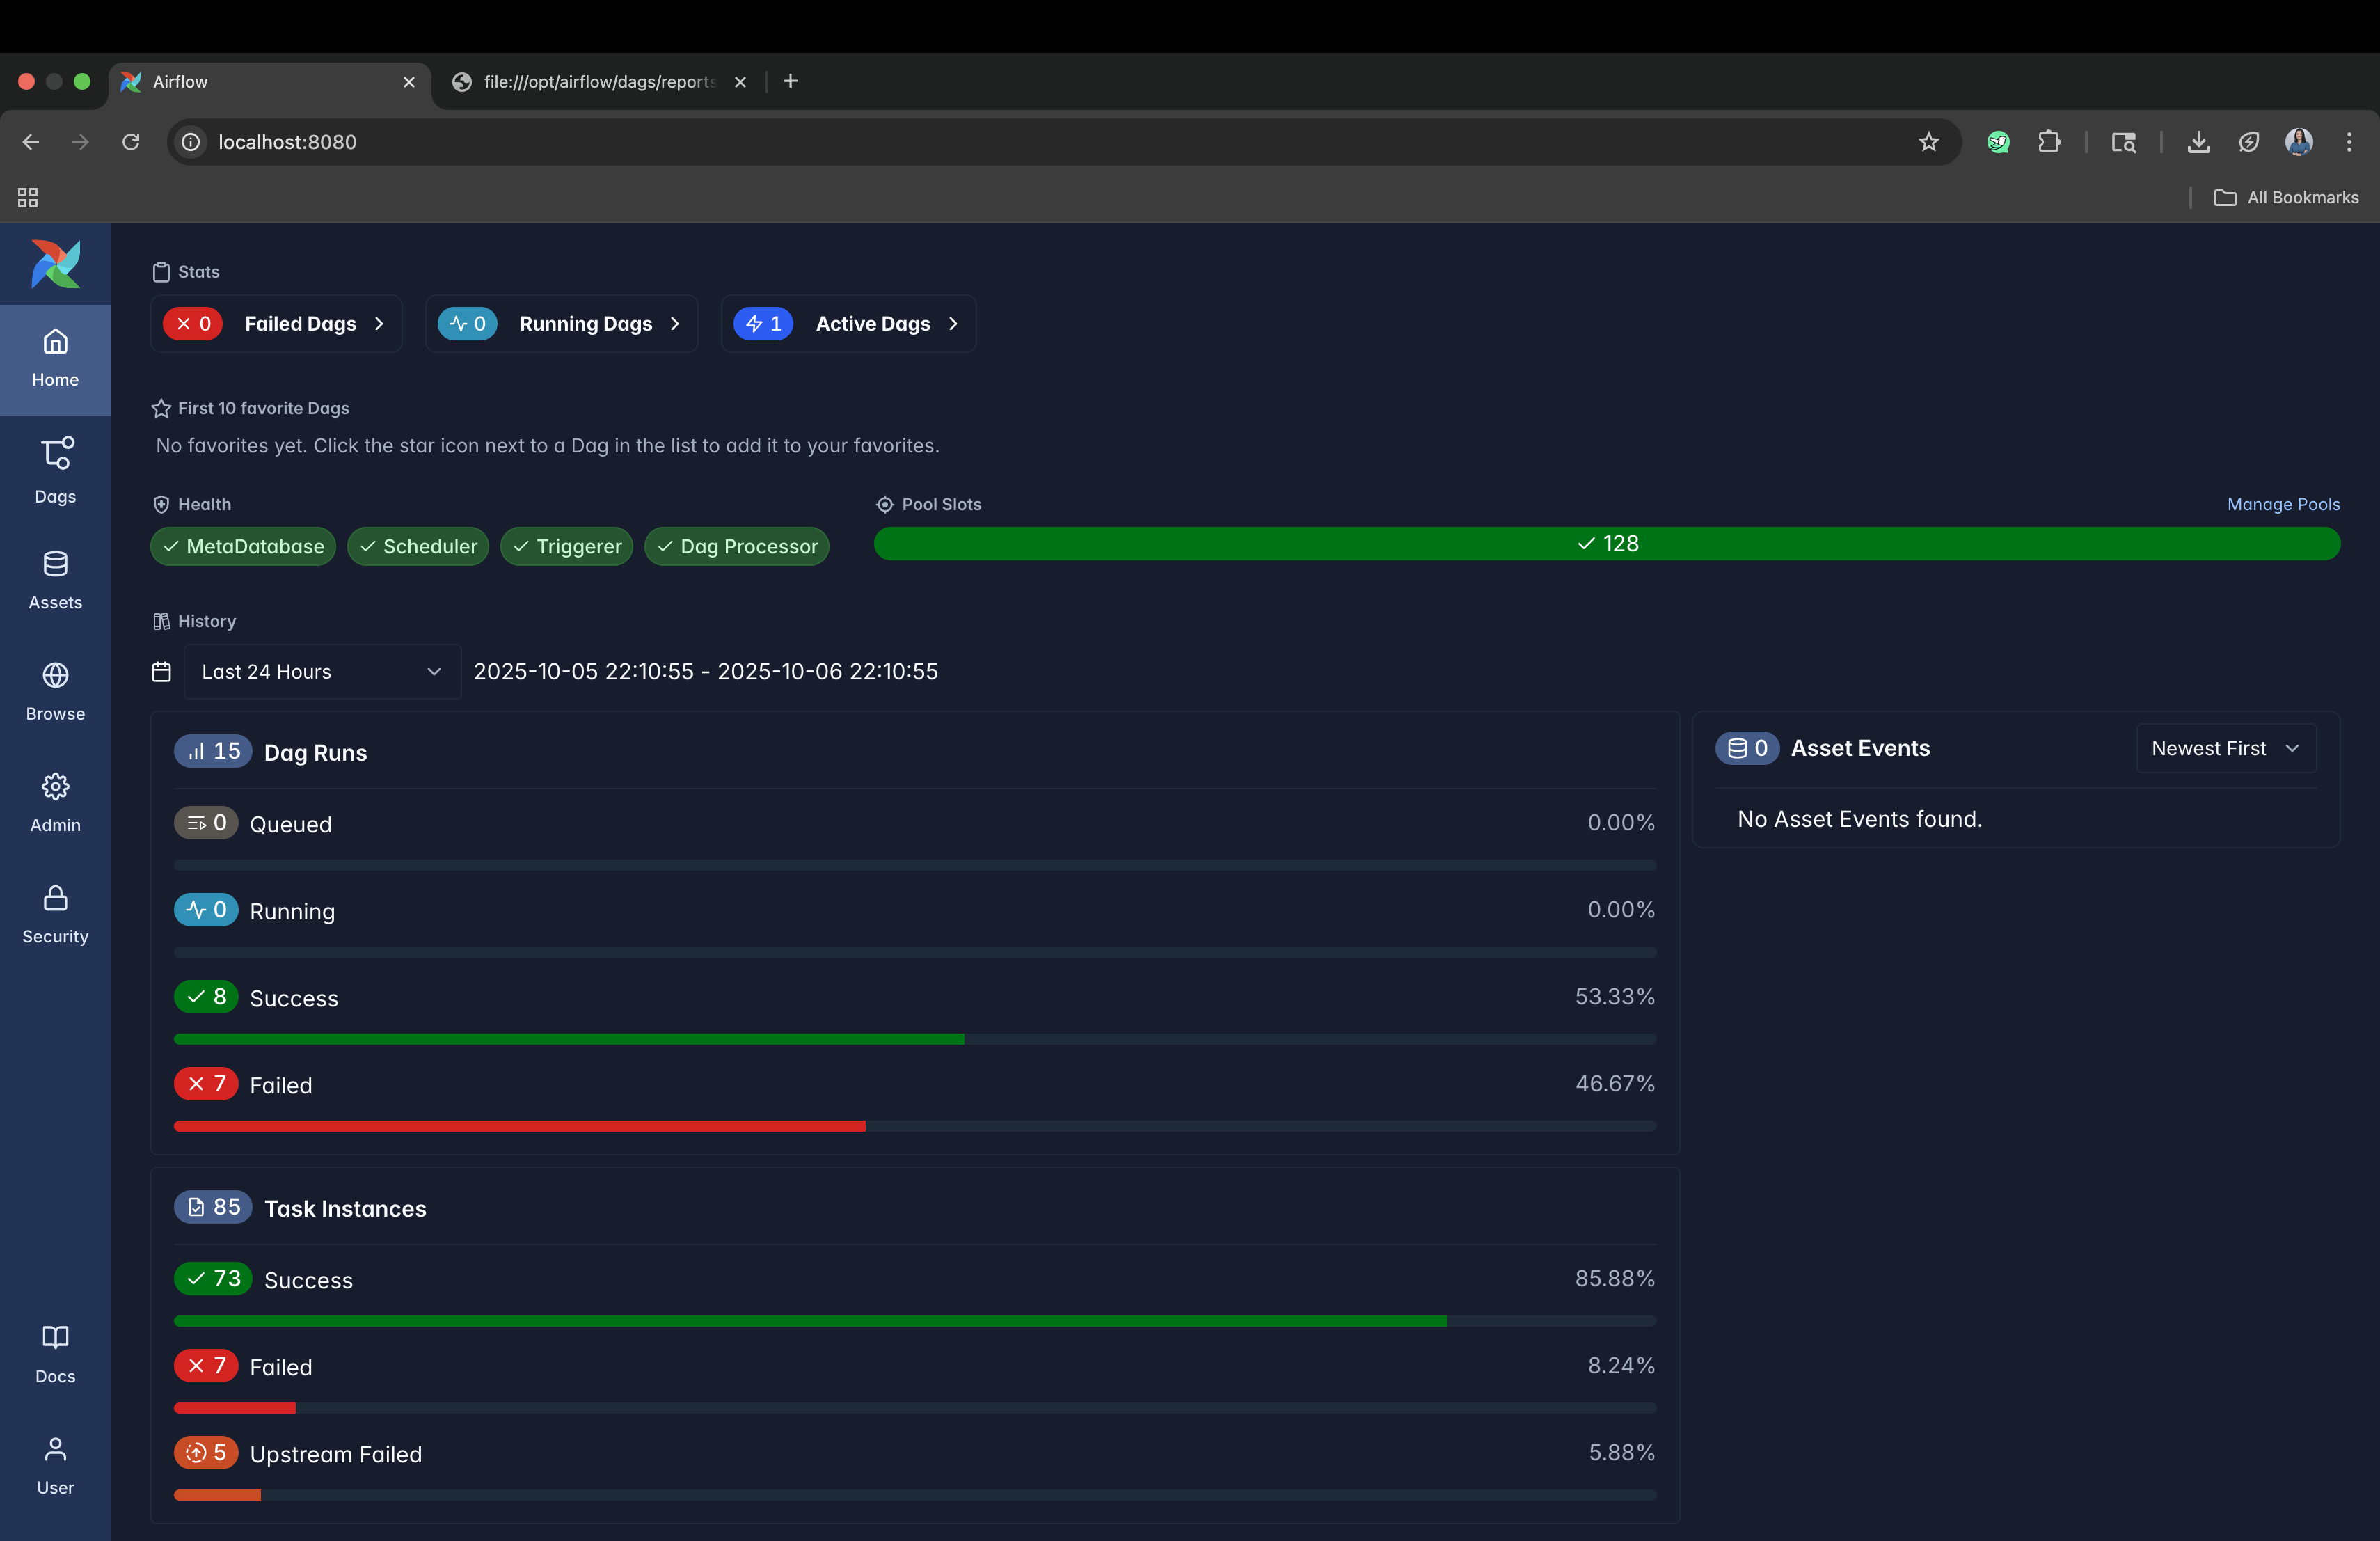 Airflow
file:///opt/airflow/dags/reports
localhost:8080
All Bookmarks
Home
Dags
Assets
Browse
Admin
Security
Docs
User
Stats
0 Failed Dags
0 Running Dags
1 Active Dags
First 10 favorite Dags
No favorites yet. Click the star icon next to a Dag in the list to add it to your favorites.
Health
MetaDatabase
Scheduler
Triggerer
Dag Processor
Pool Slots
Manage Pools
128
History
Last 24 Hours
2025-10-05 22:10:55 - 2025-10-06 22:10:55
15 Dag Runs
0 Queued 0.00%
0 Running 0.00%
8 Success 53.33%
7 Failed 46.67%
0 Asset Events
Newest First
No Asset Events found.
85 Task Instances
73 Success 85.88%
7 Failed 8.24%
5 Upstream Failed 5.88%